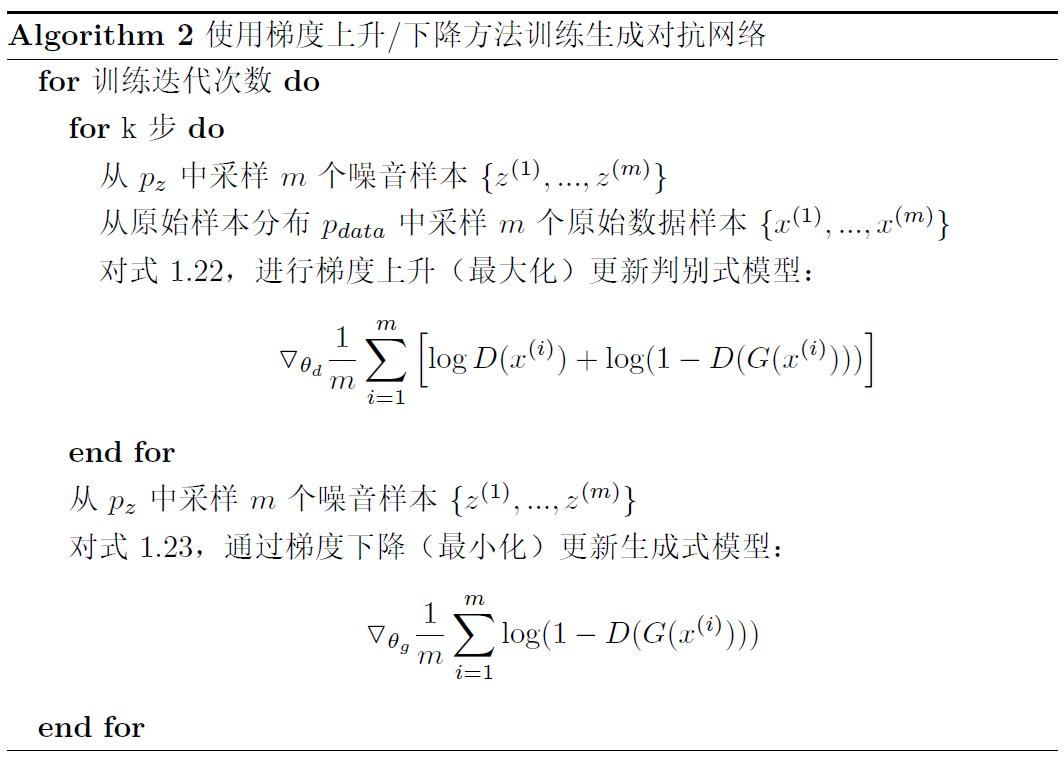 Algorithm 2 使用梯度上升/下降方法训练生成对抗网络
for 训练迭代次数 do
for k 步 do
从 p_z 中采样 m 个噪音样本 {z^{(1)}, ..., z^{(m)}}
从原始样本分布 p_{data} 中采样 m 个原始数据样本 {x^{(1)}, ..., x^{(m)}}
对式 1.22，进行梯度上升（最大化）更新判别式模型：
▽_{θ_d} \frac{1}{m} \sum_{i=1}^{m} [log D(x^{(i)}) + log(1 − D(G(x^{(i)})))]
end for
从 p_z 中采样 m 个噪音样本 {z^{(1)}, ..., z^{(m)}}
对式 1.23，通过梯度下降（最小化）更新生成式模型：
▽_{θ_g} \frac{1}{m} \sum_{i=1}^{m} log(1 − D(G(x^{(i)})))
end for